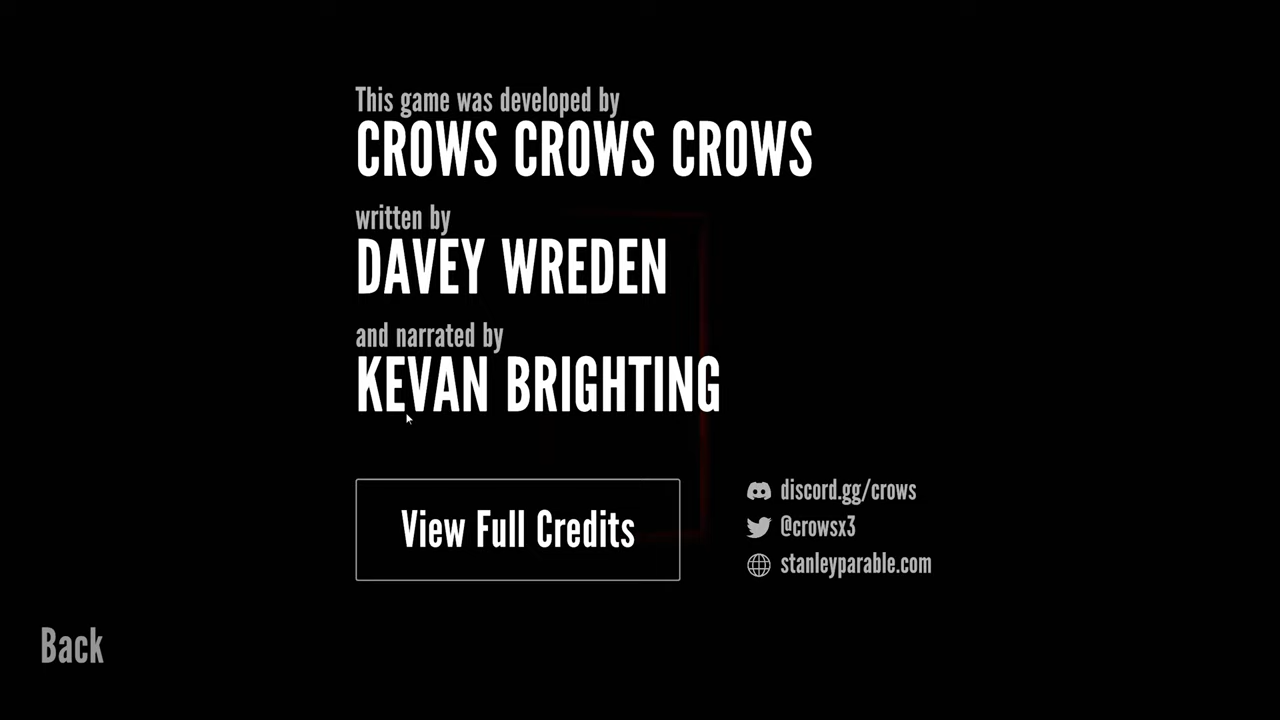 This game was developed by
CROWS CROWS CROWS
written by
DAVEY WREDEN
and narrated by
KEVAN BRIGHTING
View Full Credits
discord.gg/crows
@crowsx3
stanleyparable.com
Back